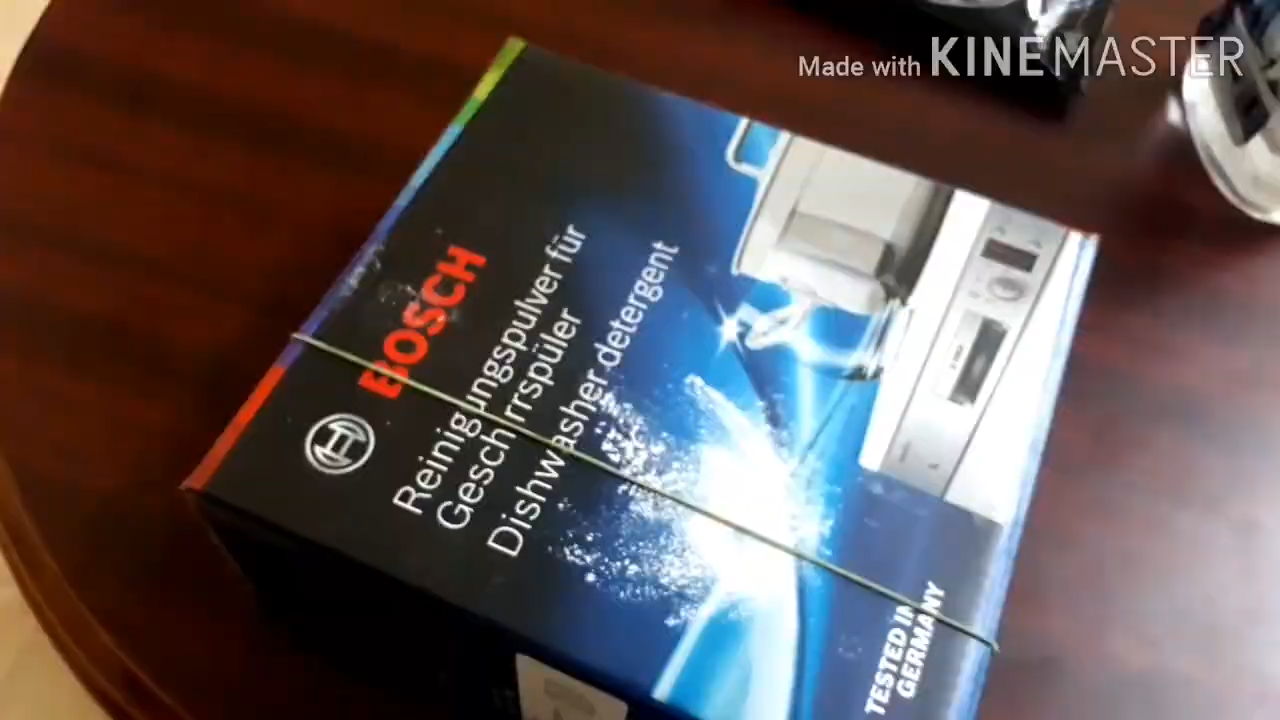 Made with KINEMASTER
BOSCH
Reinigungspulver für
Geschirrspüler
Dishwasher detergent
TESTED IN
GERMANY